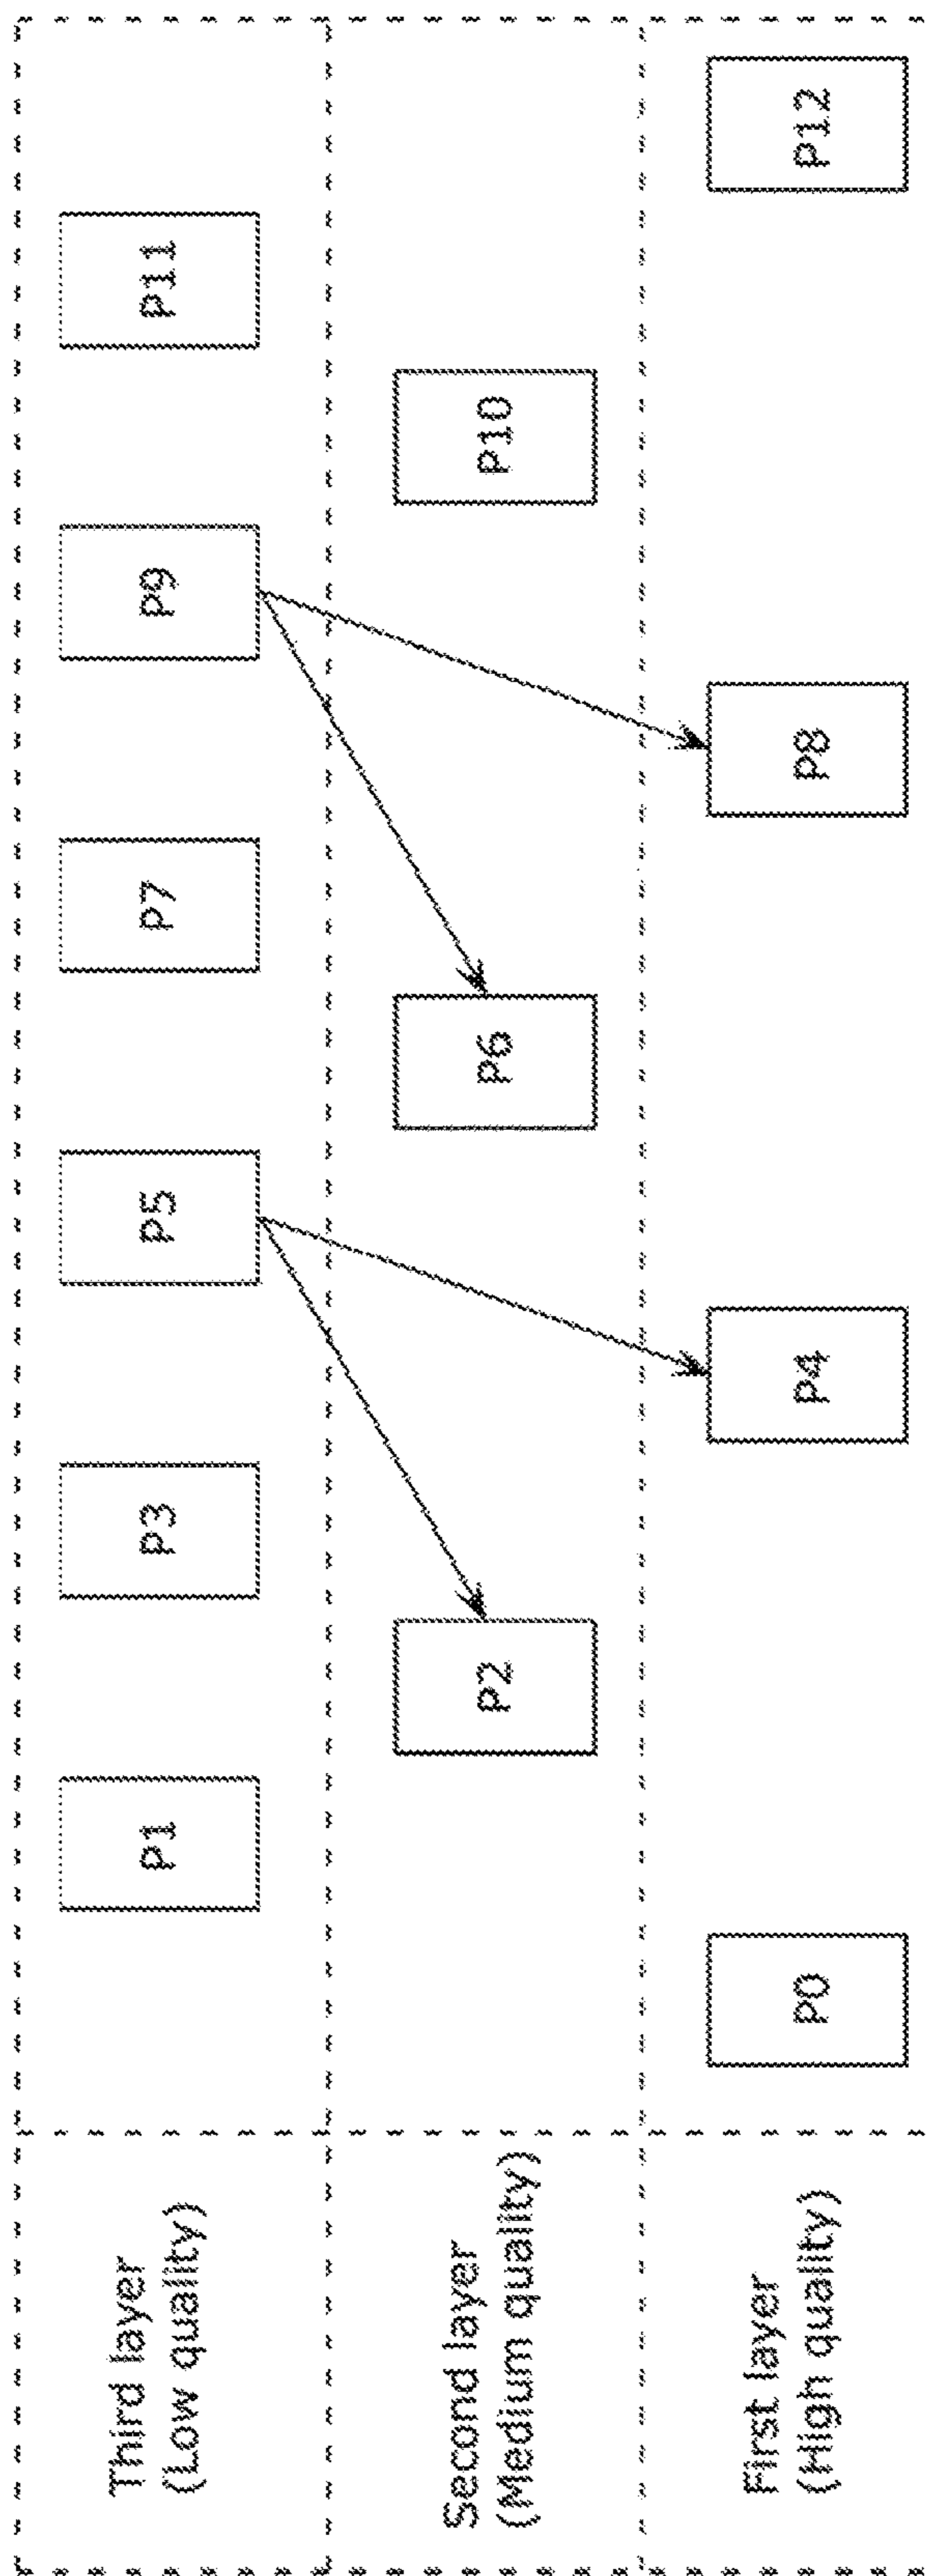 Third layer
(Low quality)
P1
P3
P5
P7
P9
P11
Second layer
(Medium quality)
P2
P6
P10
First layer
(High quality)
P0
P4
P8
P12